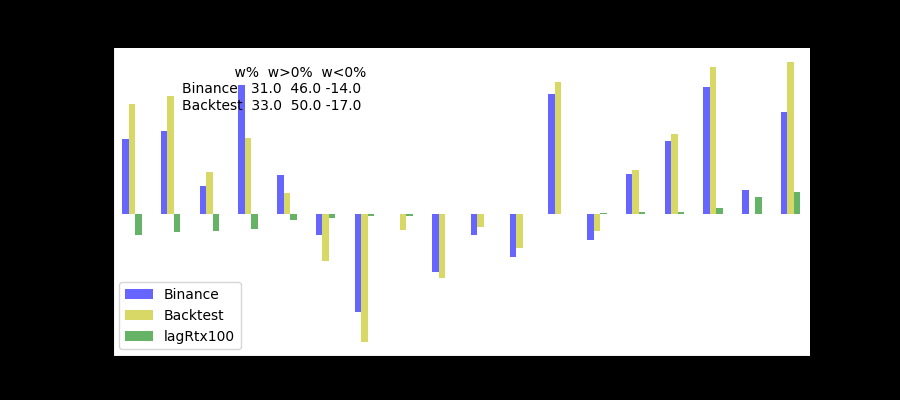 w% w>0% w<0%
Binance 31.0 46.0 -14.0
Backtest 33.0 50.0 -17.0
Binance
Backtest
lagRtx100